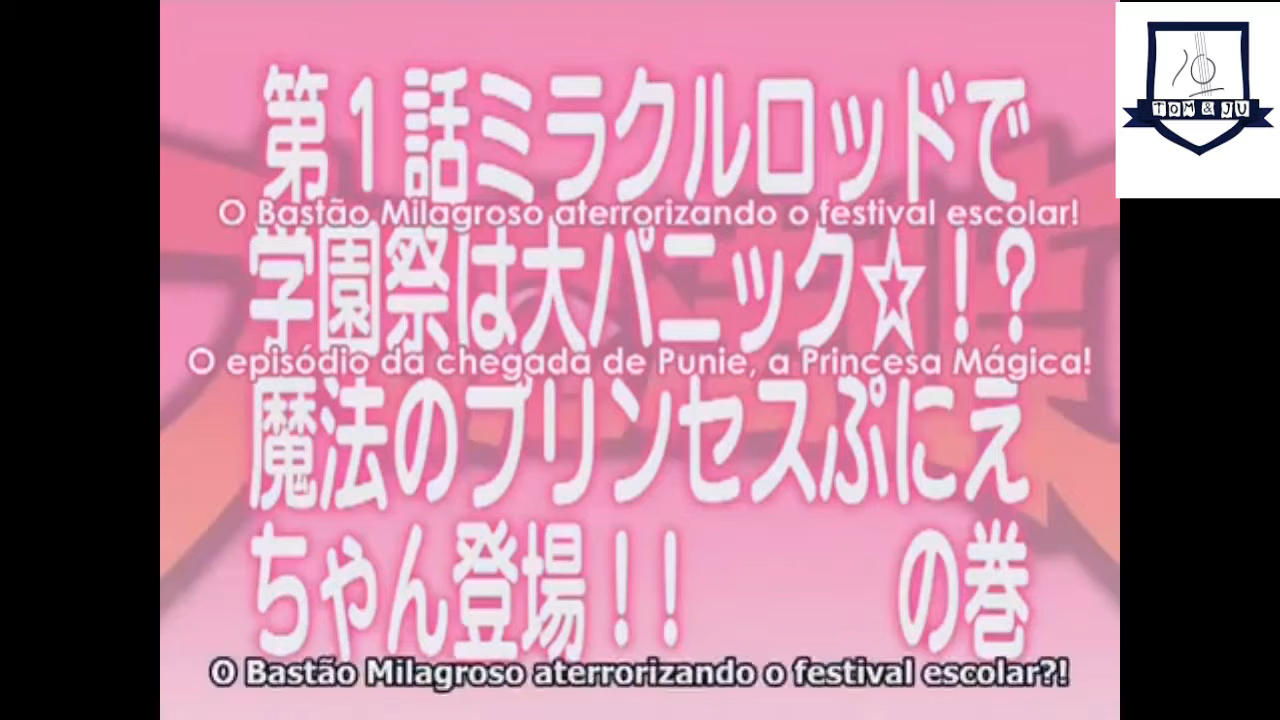 第1話ミラクルロッドで
O Bastão Milagroso aterrorizando o festival escolar!
学園祭は大パニック☆!?
O episódio da chegada de Punie, a Princesa Mágica!
魔法のプリンセスぷにえ
ちゃん登場!! の巻
O Bastão Milagroso aterrorizando o festival escolar?!
TOM & JU